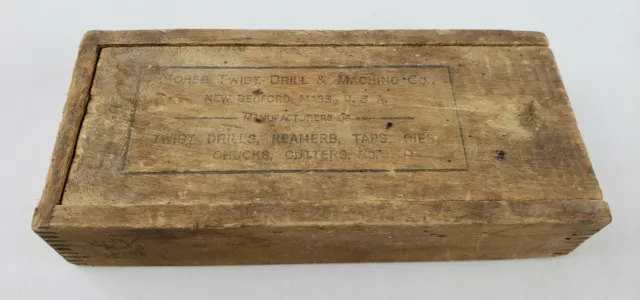 Morse Twist Drill & Machine Co.,
New Bedford, Mass., U. S. A.
Manufacturers of
Twist Drills, Reamers, Taps, Dies,
Chucks, Cutters,